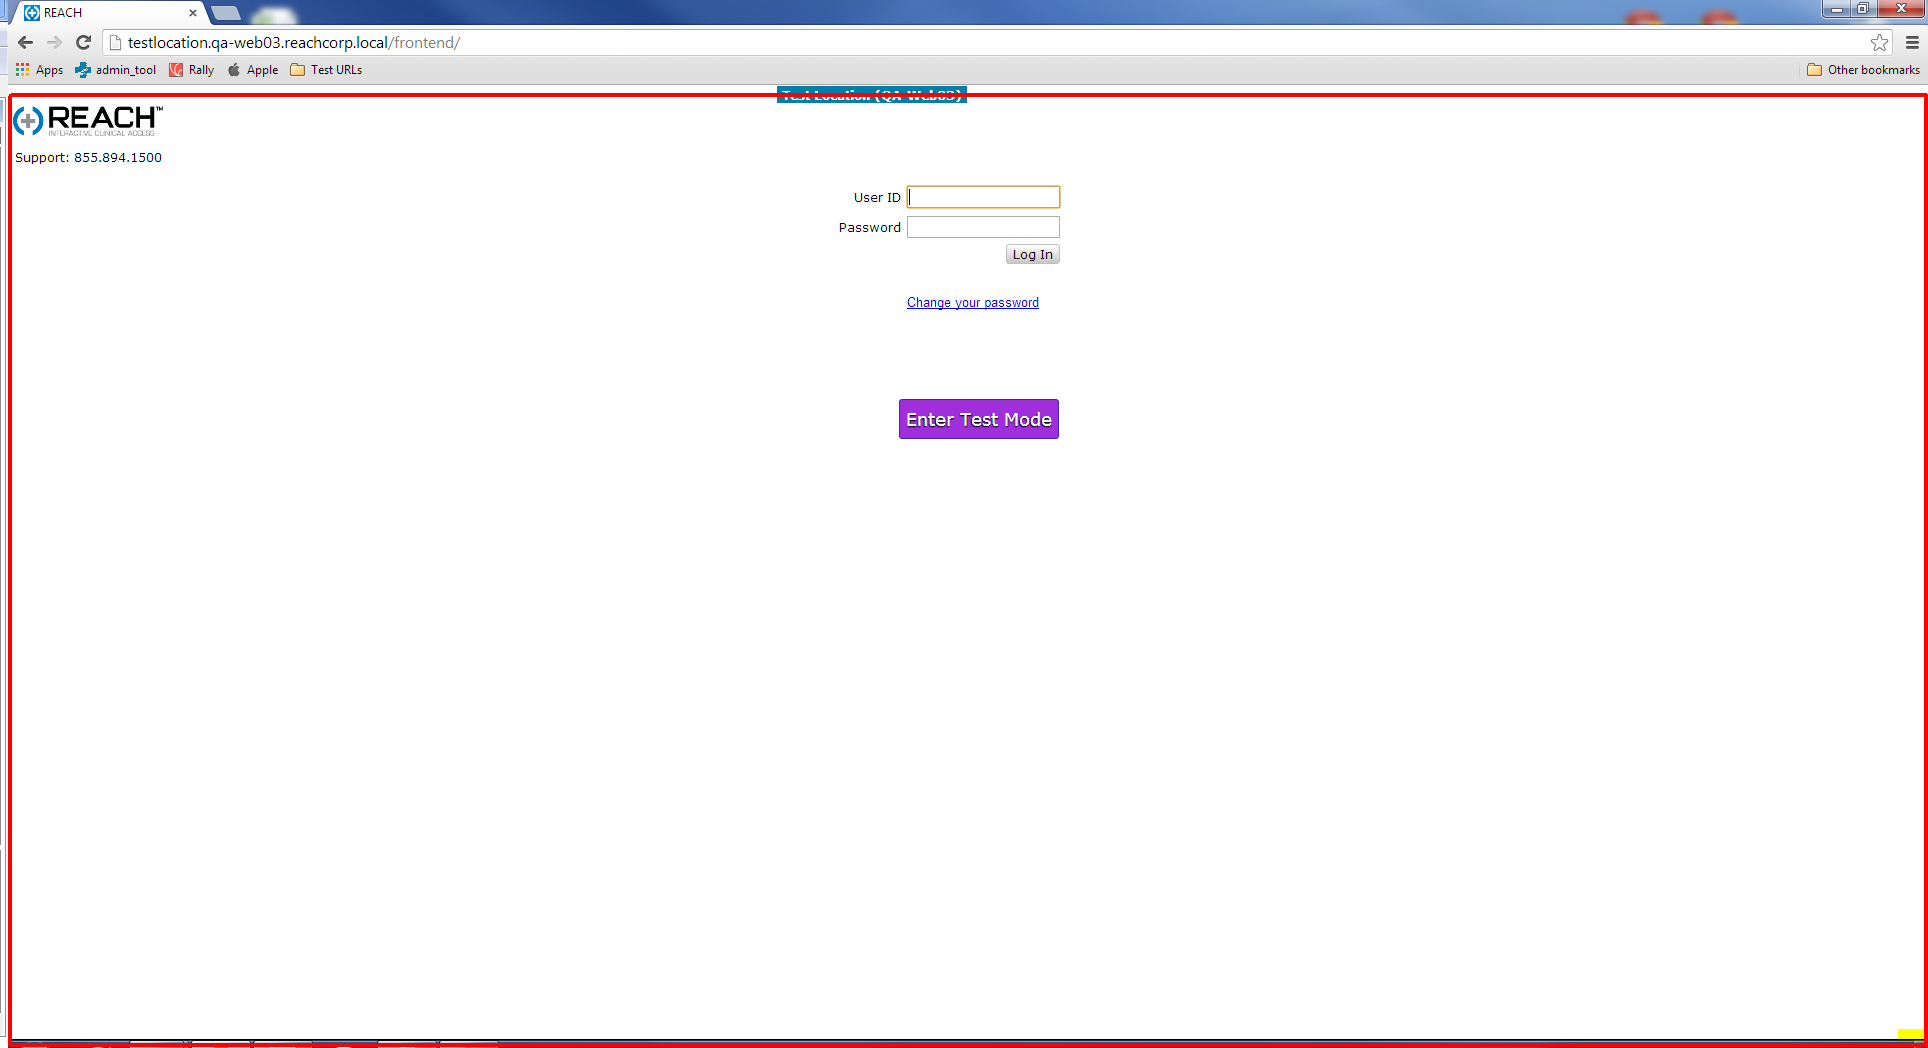 REACH
testlocation.qa-web03.reachcorp.local/frontend/
Apps admin_tool Rally Apple Test URLs Other bookmarks
Test Location (QA-Web03)
REACH™
INTERACTIVE CLINICAL ACCESS
Support: 855.894.1500
User ID
Password
Log In
Change your password
Enter Test Mode